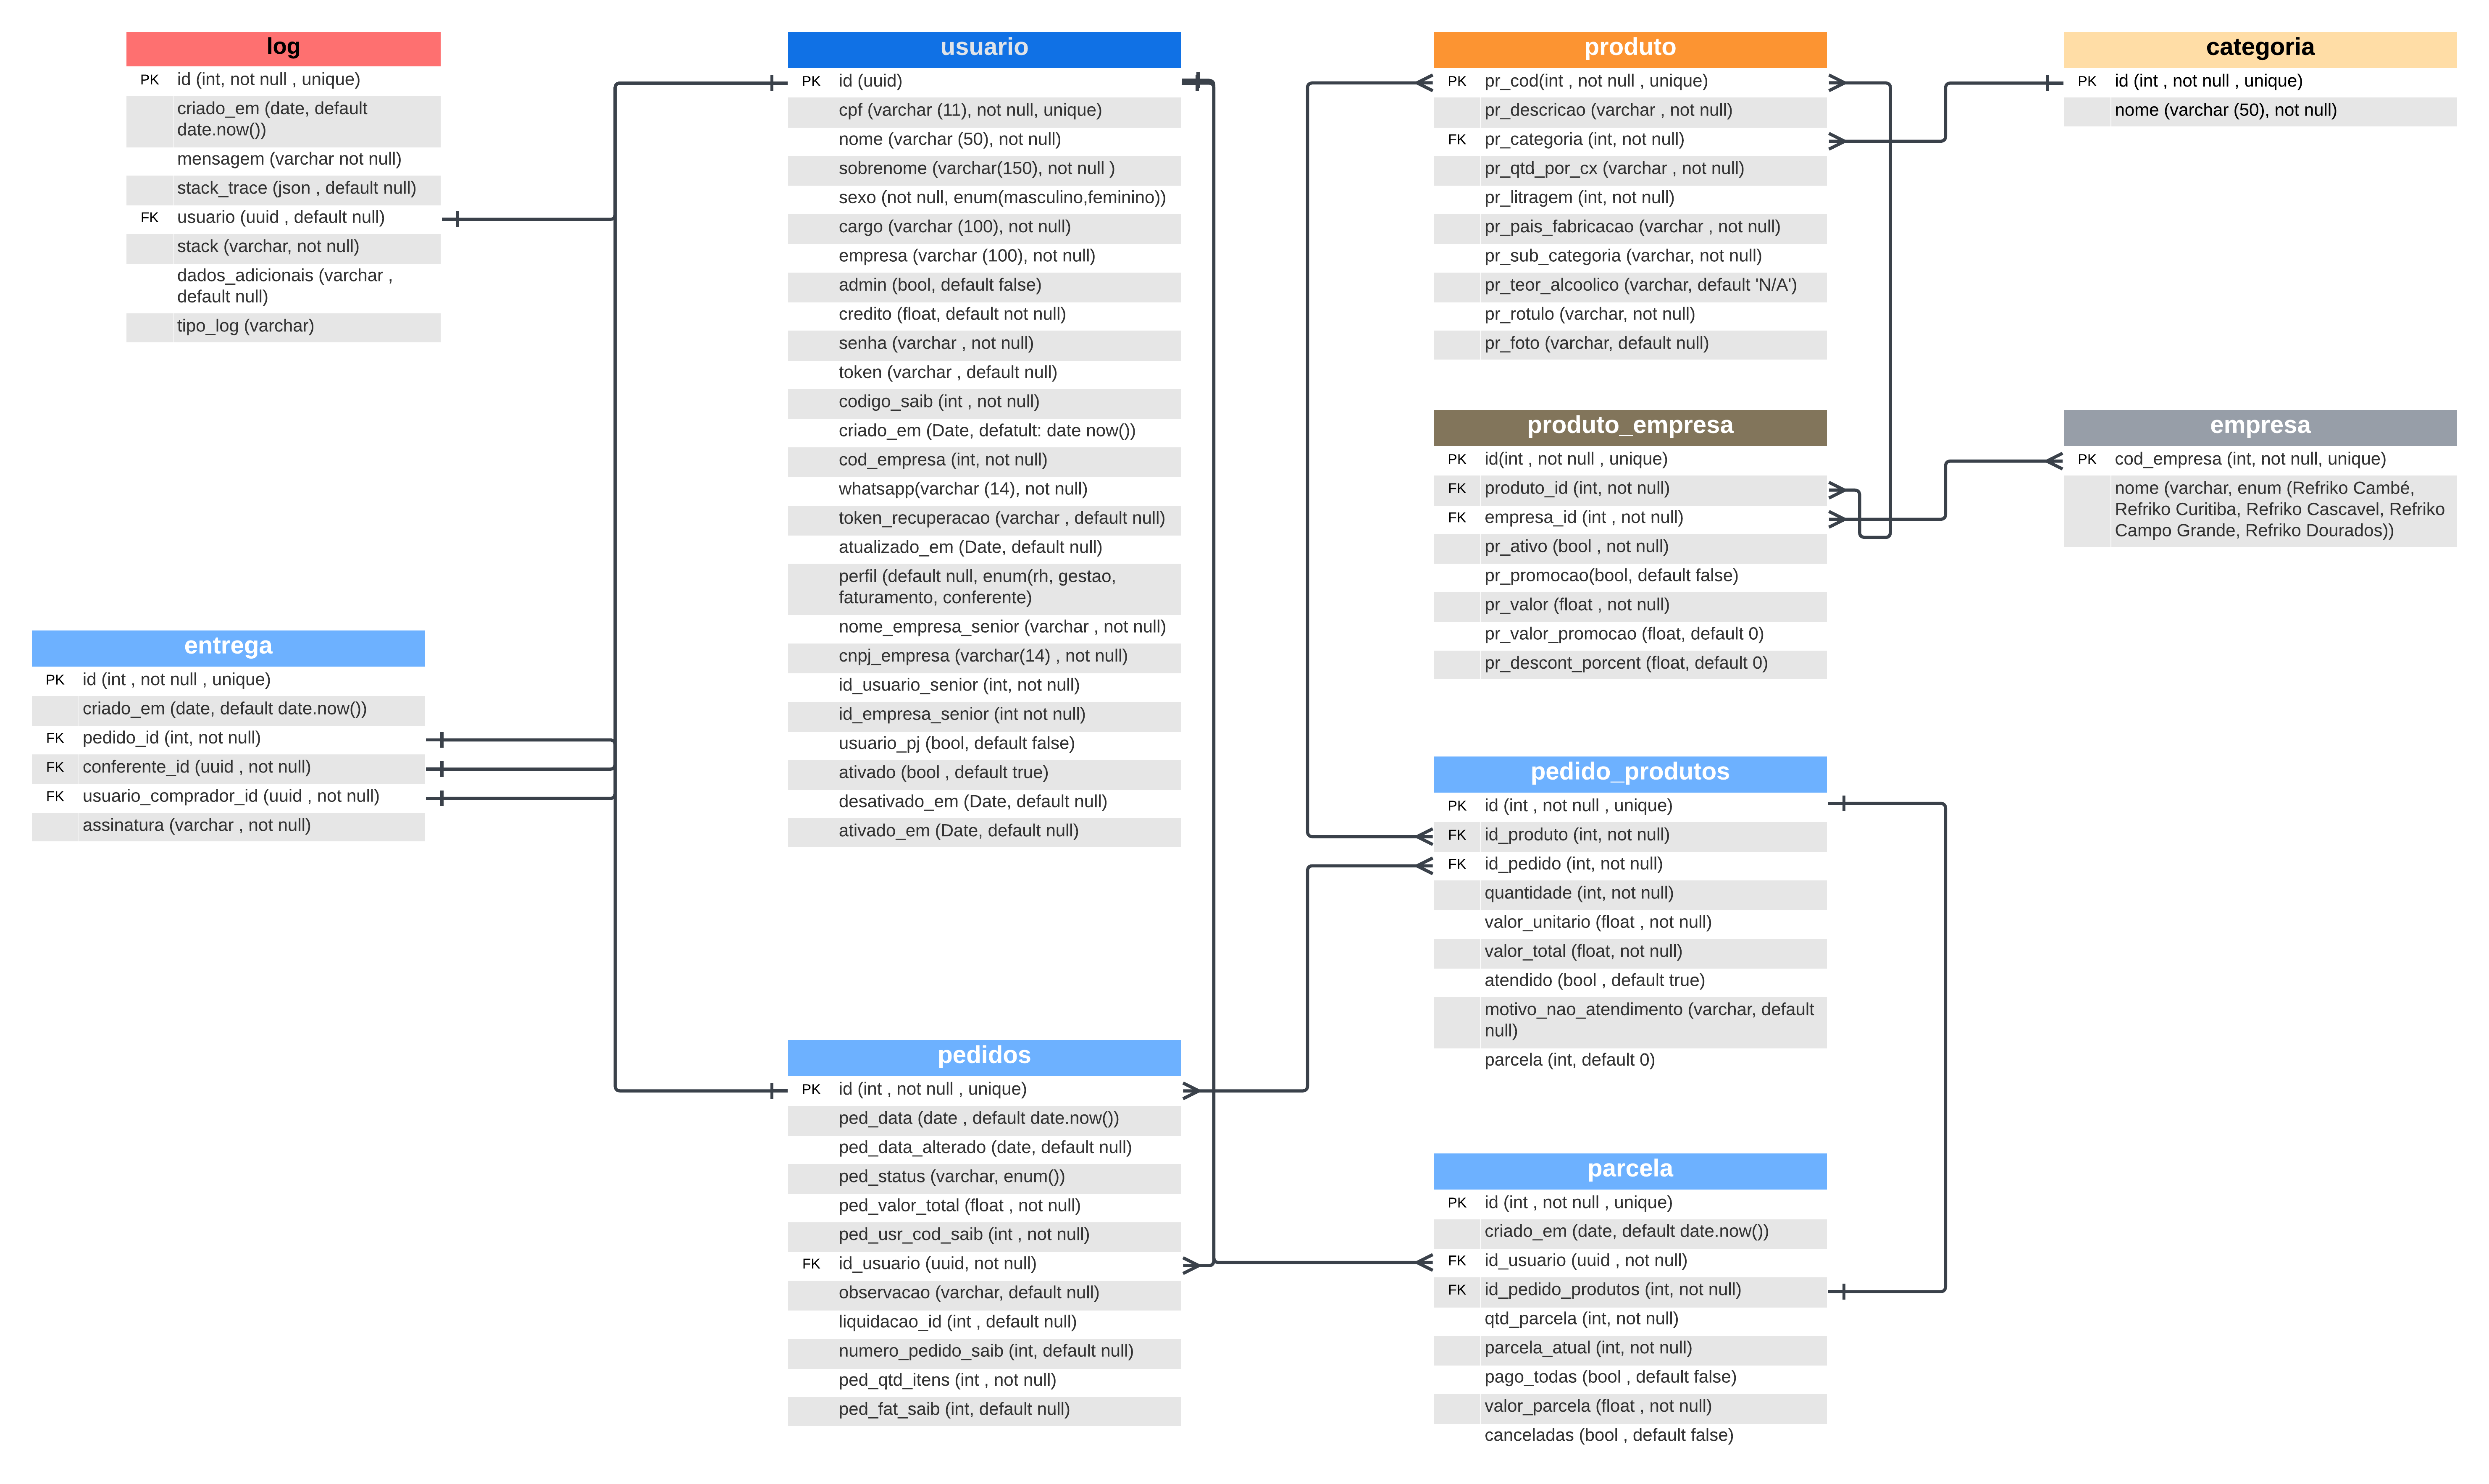 log
PK id (int, not null , unique)
criado_em (date, default
date.now())
mensagem (varchar not null)
stack_trace (json , default null)
FK usuario (uuid , default null)
stack (varchar, not null)
dados_adicionais (varchar ,
default null)
tipo_log (varchar)
entrega
PK id (int , not null , unique)
criado_em (date, default date.now())
FK pedido_id (int, not null)
FK conferente_id (uuid , not null)
FK usuario_comprador_id (uuid , not null)
assinatura (varchar , not null)
usuario
PK id (uuid)
cpf (varchar (11), not null, unique)
nome (varchar (50), not null)
sobrenome (varchar(150), not null )
sexo (not null, enum(masculino,feminino))
cargo (varchar (100), not null)
empresa (varchar (100), not null)
admin (bool, default false)
credito (float, default not null)
senha (varchar , not null)
token (varchar , default null)
codigo_saib (int , not null)
criado_em (Date, defatult: date now())
cod_empresa (int, not null)
whatsapp(varchar (14), not null)
token_recuperacao (varchar , default null)
atualizado_em (Date, default null)
perfil (default null, enum(rh, gestao,
faturamento, conferente)
nome_empresa_senior (varchar , not null)
cnpj_empresa (varchar(14) , not null)
id_usuario_senior (int, not null)
id_empresa_senior (int not null)
usuario_pj (bool, default false)
ativado (bool , default true)
desativado_em (Date, default null)
ativado_em (Date, default null)
pedidos
PK id (int , not null , unique)
ped_data (date , default date.now())
ped_data_alterado (date, default null)
ped_status (varchar, enum())
ped_valor_total (float , not null)
ped_usr_cod_saib (int , not null)
FK id_usuario (uuid, not null)
observacao (varchar, default null)
liquidacao_id (int , default null)
numero_pedido_saib (int, default null)
ped_qtd_itens (int , not null)
ped_fat_saib (int, default null)
produto
PK pr_cod(int , not null , unique)
pr_descricao (varchar , not null)
FK pr_categoria (int, not null)
pr_qtd_por_cx (varchar , not null)
pr_litragem (int, not null)
pr_pais_fabricacao (varchar , not null)
pr_sub_categoria (varchar, not null)
pr_teor_alcoolico (varchar, default 'N/A')
pr_rotulo (varchar, not null)
pr_foto (varchar, default null)
produto_empresa
PK id(int , not null , unique)
FK produto_id (int, not null)
FK empresa_id (int , not null)
pr_ativo (bool , not null)
pr_promocao(bool, default false)
pr_valor (float , not null)
pr_valor_promocao (float, default 0)
pr_descont_porcent (float, default 0)
pedido_produtos
PK id (int , not null , unique)
FK id_produto (int, not null)
FK id_pedido (int, not null)
quantidade (int, not null)
valor_unitario (float , not null)
valor_total (float, not null)
atendido (bool , default true)
motivo_nao_atendimento (varchar, default
null)
parcela (int, default 0)
parcela
PK id (int , not null , unique)
criado_em (date, default date.now())
FK id_usuario (uuid , not null)
FK id_pedido_produtos (int, not null)
qtd_parcela (int, not null)
parcela_atual (int, not null)
pago_todas (bool , default false)
valor_parcela (float , not null)
canceladas (bool , default false)
categoria
PK id (int , not null , unique)
nome (varchar (50), not null)
empresa
PK cod_empresa (int, not null, unique)
nome (varchar, enum (Refriko Cambé,
Refriko Curitiba, Refriko Cascavel, Refriko
Campo Grande, Refriko Dourados))